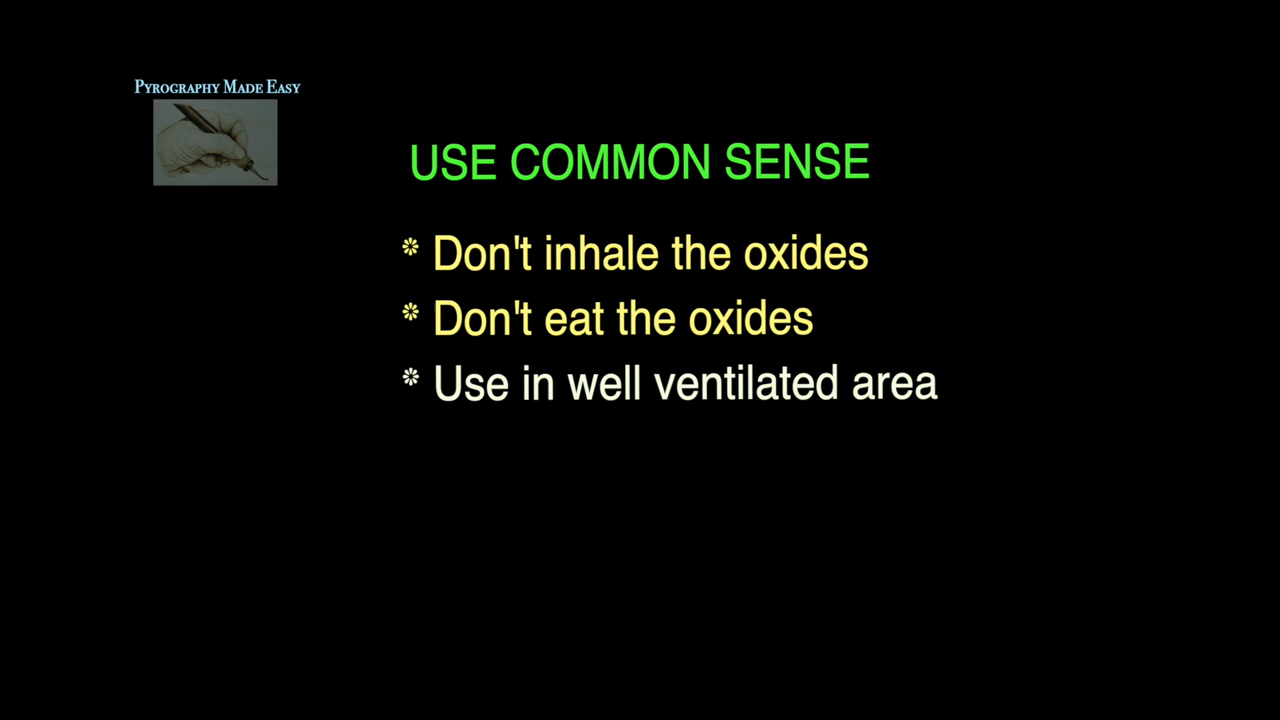 PYROGRAPHY MADE EASY
USE COMMON SENSE
* Don't inhale the oxides
* Don't eat the oxides
* Use in well ventilated area